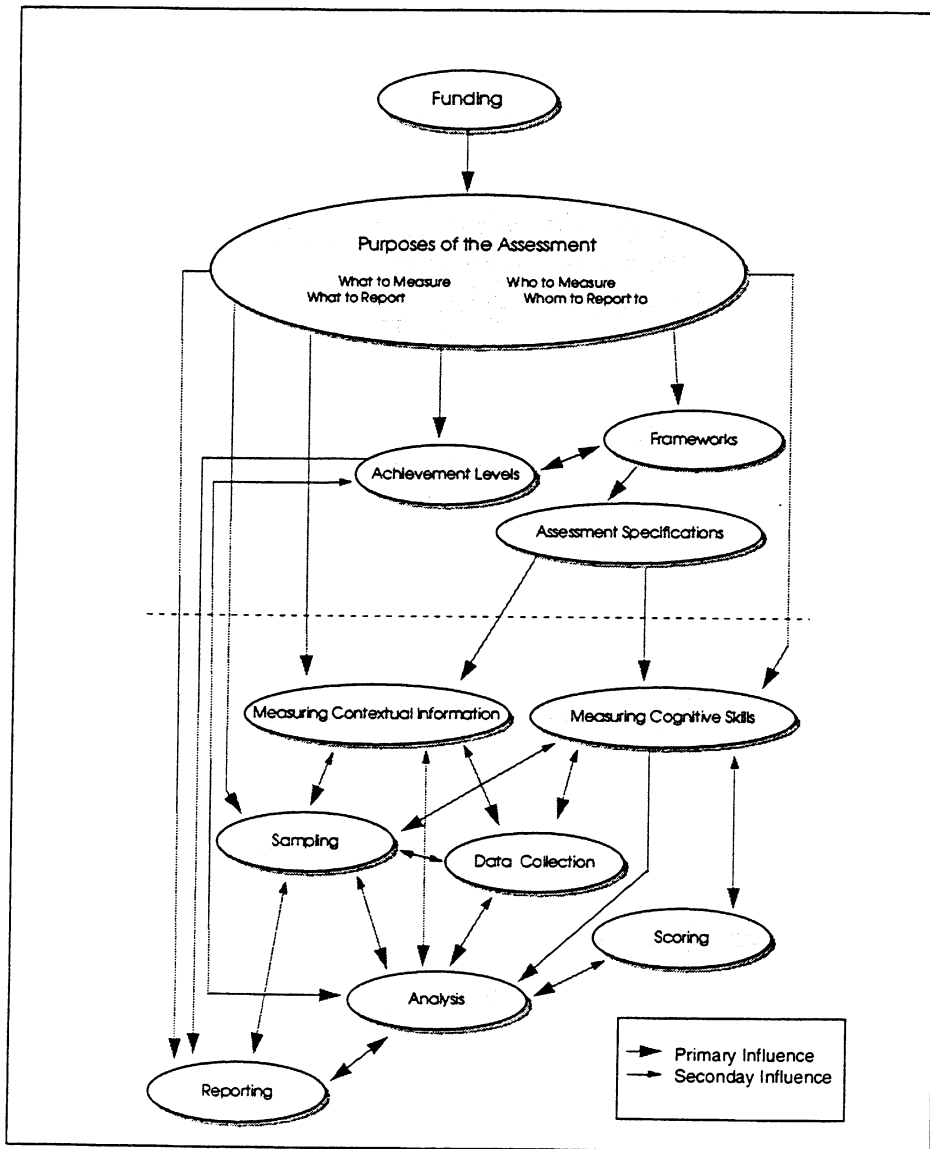 Funding
Purposes of the Assessment
What to Measure
What to Report
Who to Measure
Whom to Report to
Frameworks
Achievement Levels
Assessment Specifications
Measuring Contextual Information
Measuring Cognitive Skills
Sampling
Data Collection
Scoring
Analysis
Reporting
Primary Influence
Seconday Influence